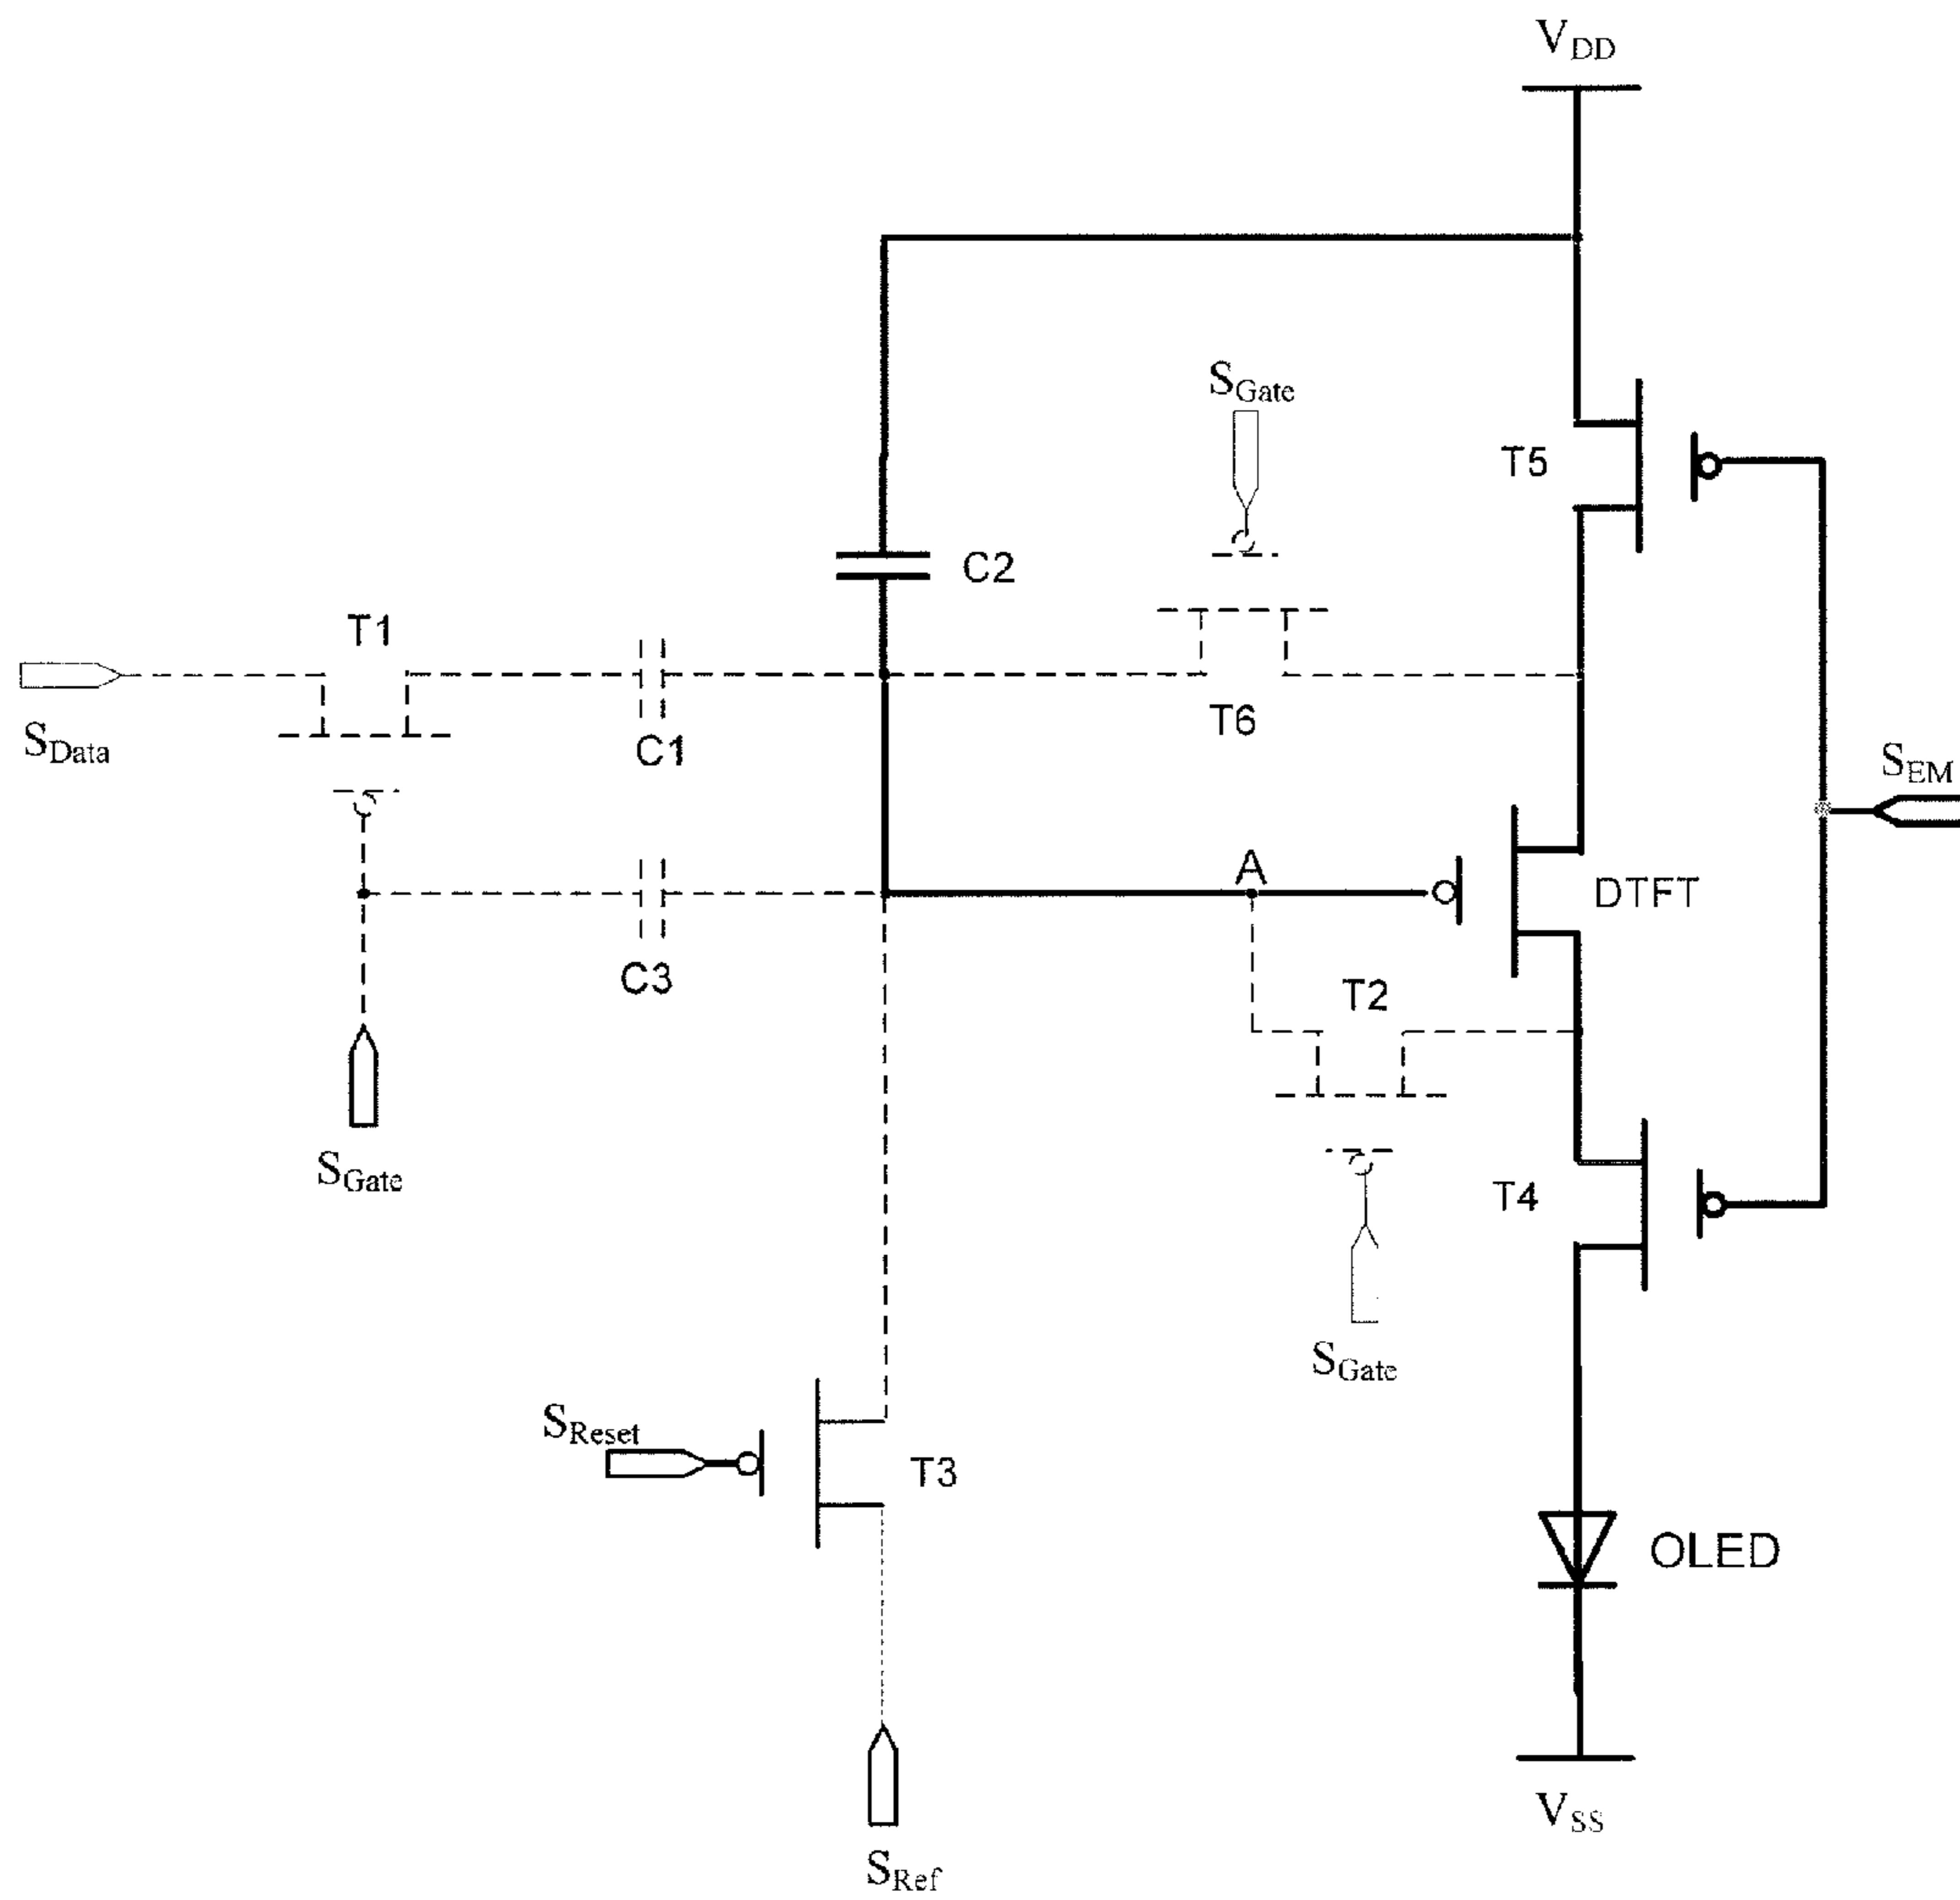 VDD
SGate
T5
C2
T1
T6
SData
C1
SEM
A
DTFT
C3
T2
SGate
T4
SGate
SReset
T3
OLED
VSS
SRef